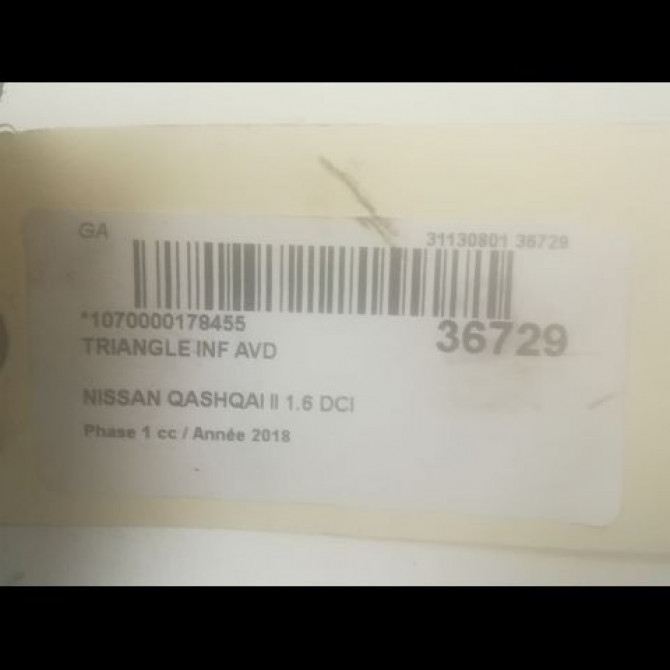 GA 31130801 36729
*1070000178455 36729
TRIANGLE INF AVD
NISSAN QASHQAI II 1.6 DCI
Phase 1 cc / Année 2018